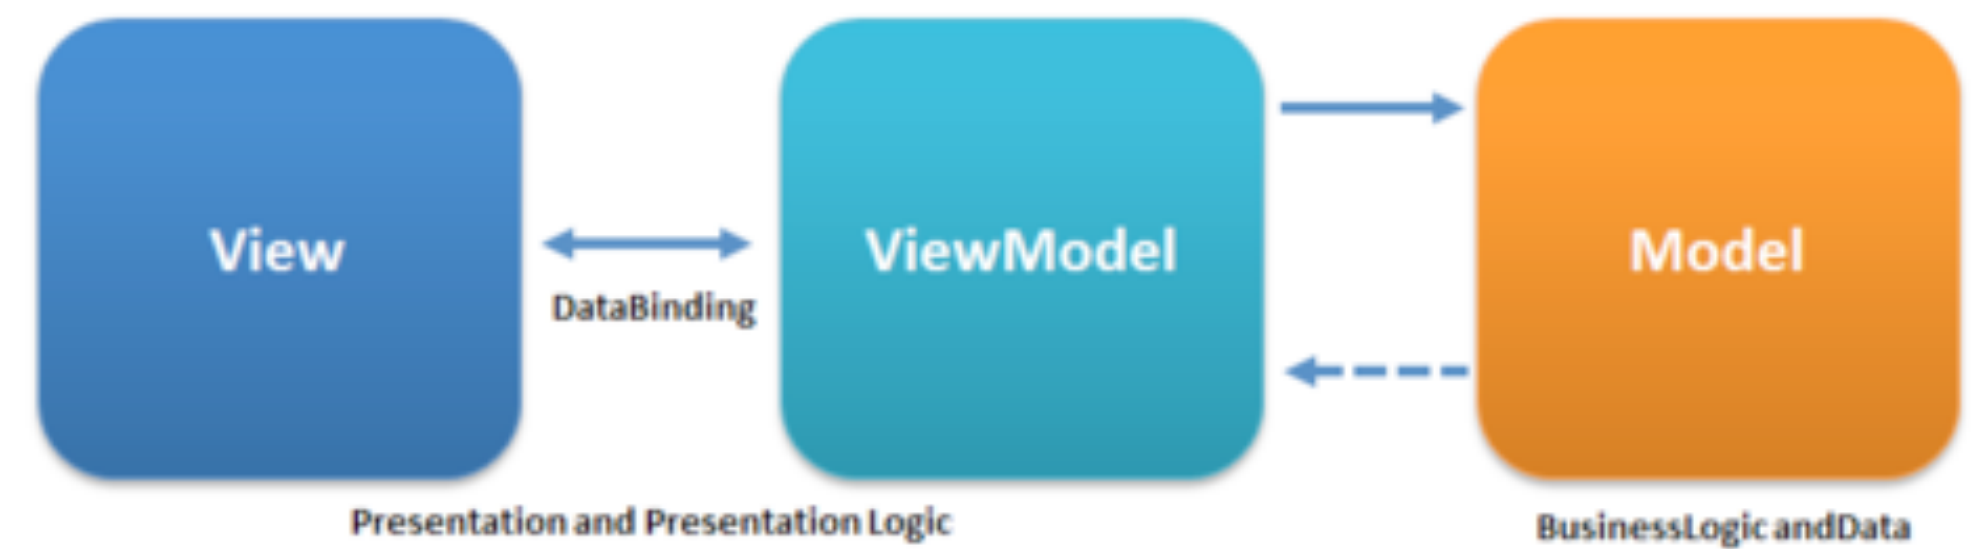 View
ViewModel
Model
DataBinding
Presentation and Presentation Logic
BusinessLogic andData